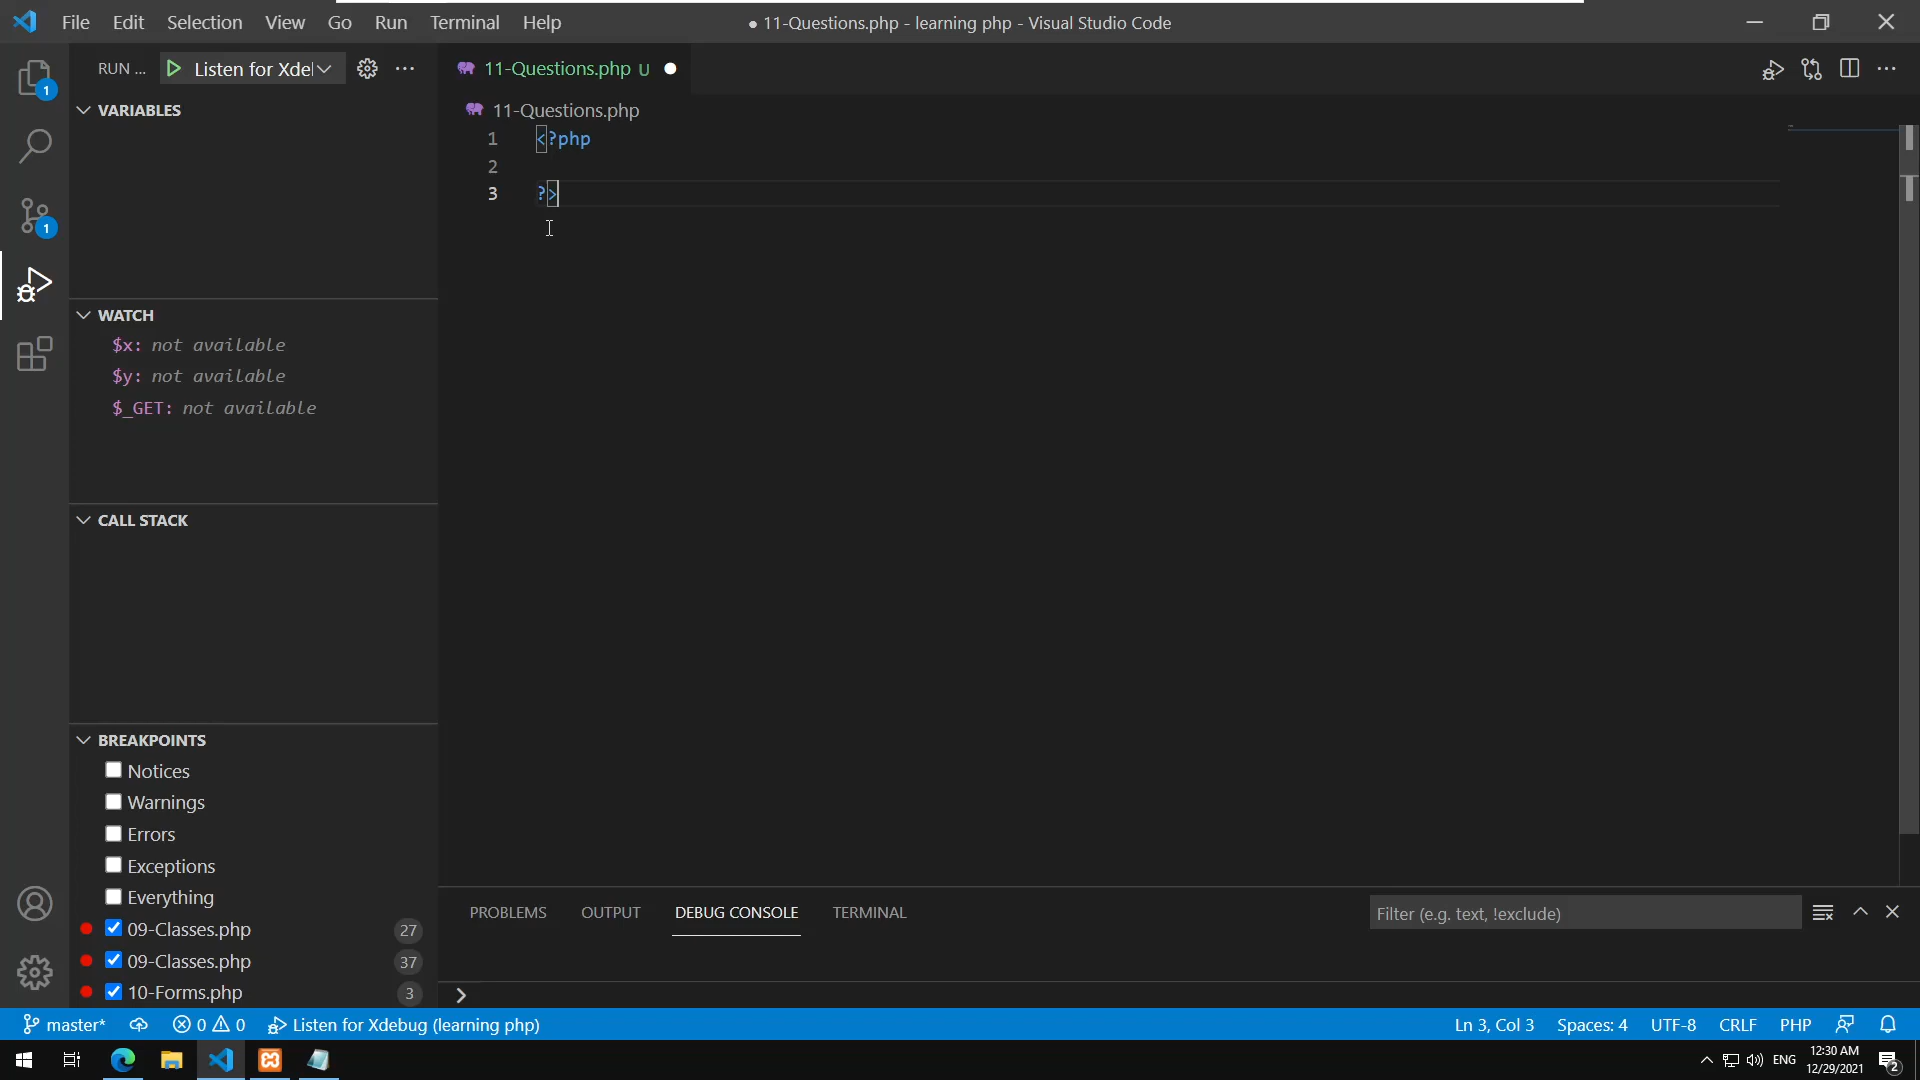 File Edit Selection View Go Run Terminal Help
● 11-Questions.php - learning php - Visual Studio Code
RUN ... Listen for Xdel
11-Questions.php U
VARIABLES
11-Questions.php
1 <?php
2
3 ?>
WATCH
$x: not available
$y: not available
$_GET: not available
CALL STACK
BREAKPOINTS
Notices
Warnings
Errors
Exceptions
Everything
09-Classes.php 27
09-Classes.php 37
10-Forms.php 3
1
1
PROBLEMS OUTPUT DEBUG CONSOLE TERMINAL
Filter (e.g. text, !exclude)
master* 0 0 Listen for Xdebug (learning php)
Ln 3, Col 3 Spaces: 4 UTF-8 CRLF PHP
ENG
12:30 AM
12/29/2021
2